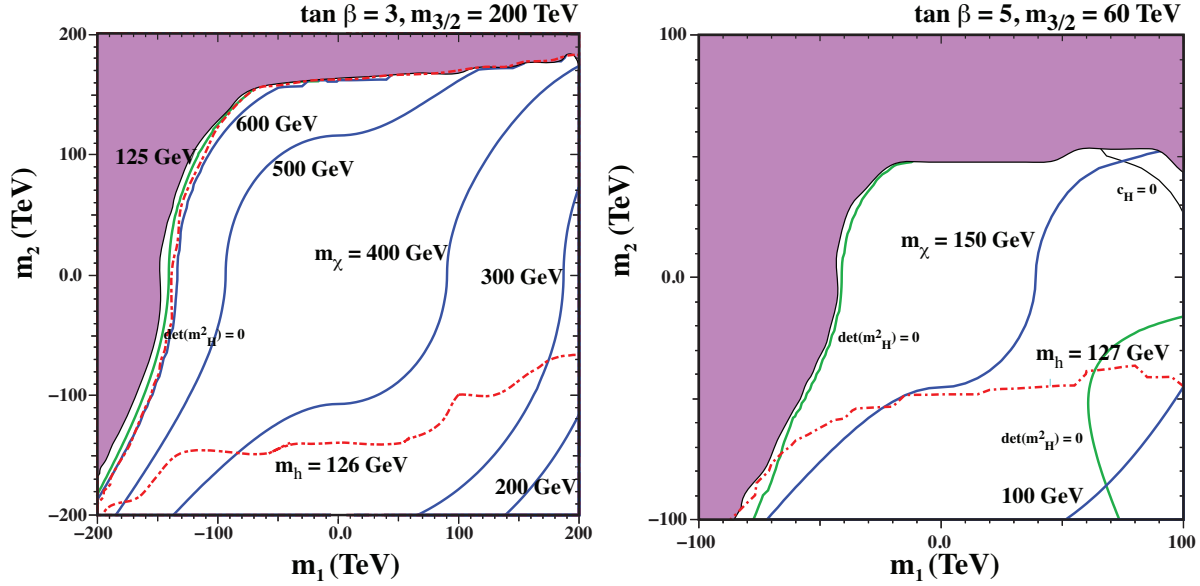 tan β = 3, m3/2 = 200 TeV
200
100
0.0
−100
−200
m2 (TeV)
125 GeV
600 GeV
500 GeV
mχ = 400 GeV
300 GeV
det(m²H) = 0
mh = 126 GeV
200 GeV
−200
−100
0.0
100
200
m1 (TeV)
tan β = 5, m3/2 = 60 TeV
100
0.0
−100
m2 (TeV)
cH = 0
mχ = 150 GeV
det(m²H) = 0
mh = 127 GeV
det(m²H) = 0
100 GeV
−100
0.0
100
m1 (TeV)